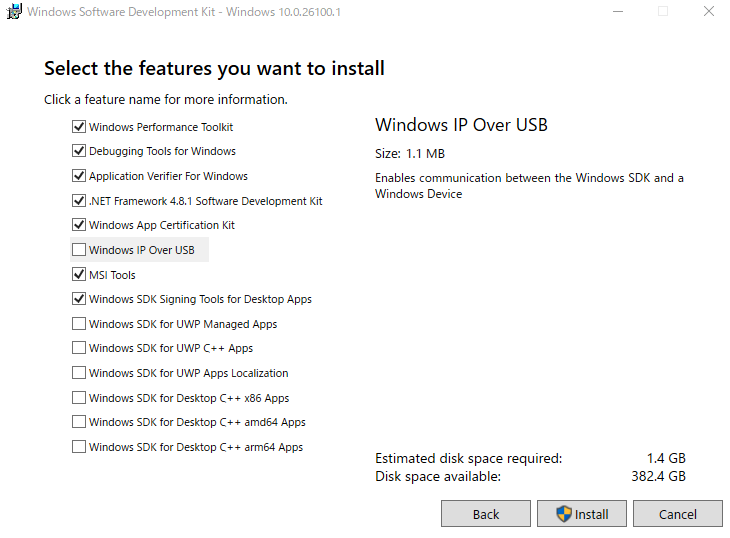 Windows Software Development Kit - Windows 10.0.26100.1
Select the features you want to install
Click a feature name for more information.
Windows Performance Toolkit
Debugging Tools for Windows
Application Verifier For Windows
.NET Framework 4.8.1 Software Development Kit
Windows App Certification Kit
Windows IP Over USB
MSI Tools
Windows SDK Signing Tools for Desktop Apps
Windows SDK for UWP Managed Apps
Windows SDK for UWP C++ Apps
Windows SDK for UWP Apps Localization
Windows SDK for Desktop C++ x86 Apps
Windows SDK for Desktop C++ amd64 Apps
Windows SDK for Desktop C++ arm64 Apps
Windows IP Over USB
Size: 1.1 MB
Enables communication between the Windows SDK and a
Windows Device
Estimated disk space required: 1.4 GB
Disk space available: 382.4 GB
Back Install Cancel